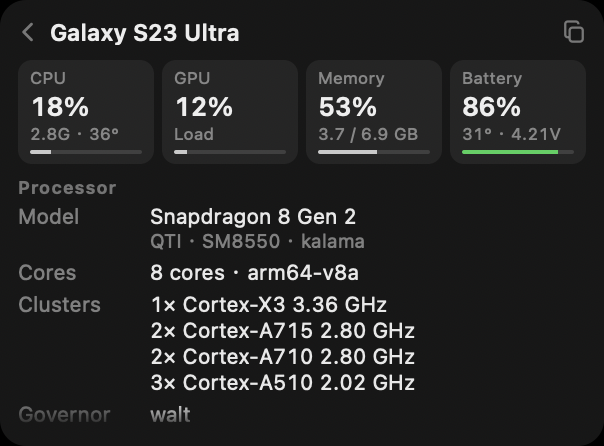 Galaxy S23 Ultra
CPU
18%
2.8G · 36°
GPU
12%
Load
Memory
53%
3.7 / 6.9 GB
Battery
86%
31° · 4.21V
Processor
Model
Snapdragon 8 Gen 2
QTI · SM8550 · kalama
Cores
8 cores · arm64-v8a
Clusters
1× Cortex-X3 3.36 GHz
2× Cortex-A715 2.80 GHz
2× Cortex-A710 2.80 GHz
3× Cortex-A510 2.02 GHz
Governor
walt